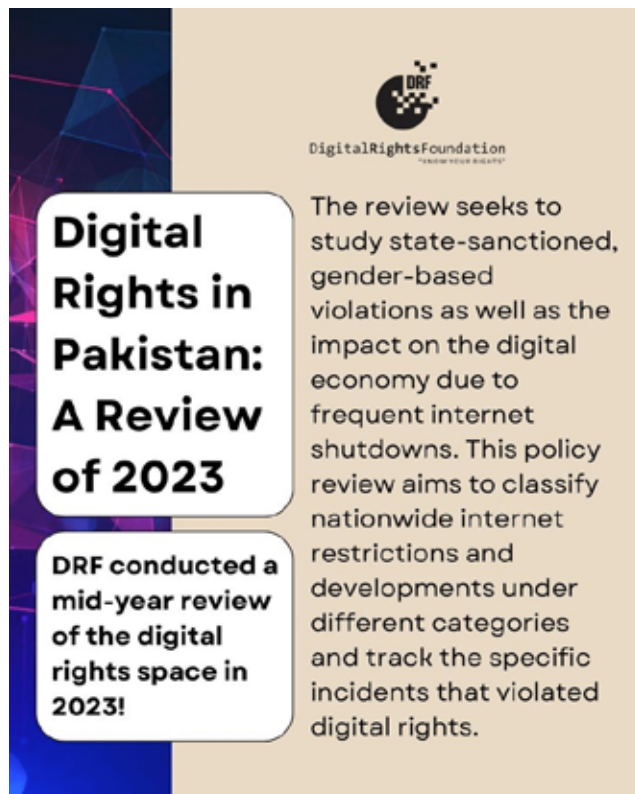 DRF
DigitalRightsFoundation
"KNOW YOUR RIGHTS"
Digital
Rights in
Pakistan:
A Review
of 2023
DRF conducted a
mid-year review
of the digital
rights space in
2023!
The review seeks to
study state-sanctioned,
gender-based
violations as well as the
impact on the digital
economy due to
frequent internet
shutdowns. This policy
review aims to classify
nationwide internet
restrictions and
developments under
different categories
and track the specific
incidents that violated
digital rights.